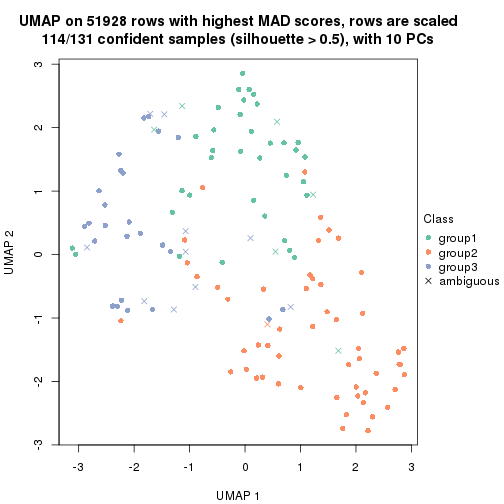 UMAP on 51928 rows with highest MAD scores, rows are scaled
114/131 confident samples (silhouette > 0.5), with 10 PCs
3
2
1
0
-1
-2
-3
UMAP 2
-3
-2
-1
0
1
2
3
UMAP 1
Class
group1
group2
group3
ambiguous